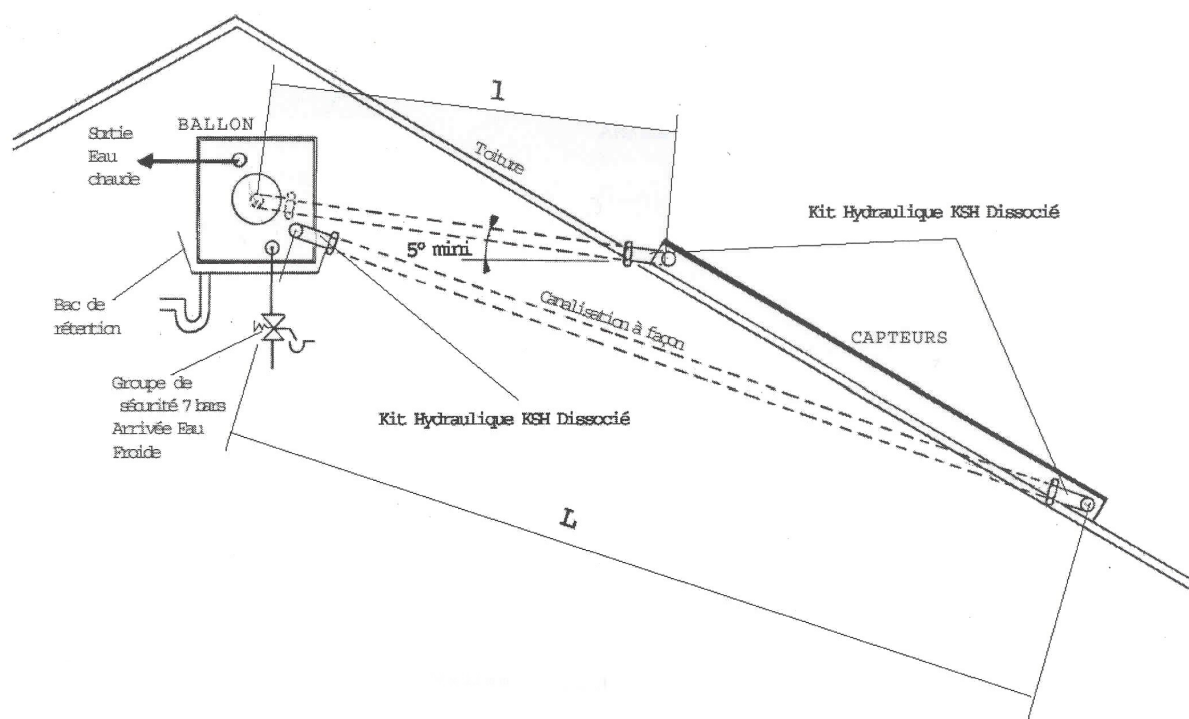 l
BALLON
Sortie
Eau
chaude
Toiture
Kit Hydraulique KSH Dissocié
5° mini
Bac de
rétention
Canalisation à façon
CAPTEURS
Groupe de
sécurité 7 bars
Arrivée Eau
Froide
Kit Hydraulique KSH Dissocié
L